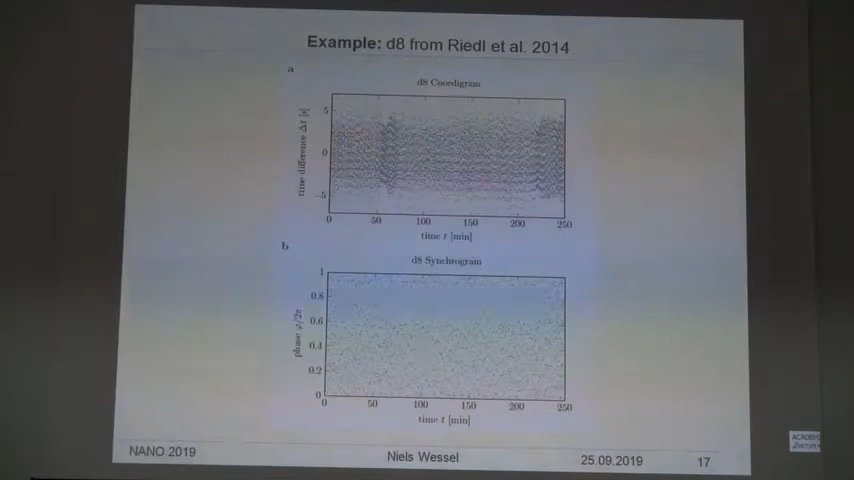 Example: d8 from Riedl et al. 2014
a
d8 Coordigram
time difference Δt [s]
5
0
−5
0 50 100 150 200 250
time t [min]
b
d8 Synchrogram
phase φ/2π
1
0.8
0.6
0.4
0.2
0
0 50 100 150 200 250
time t [min]
NANO 2019 Niels Wessel 25.09.2019 17